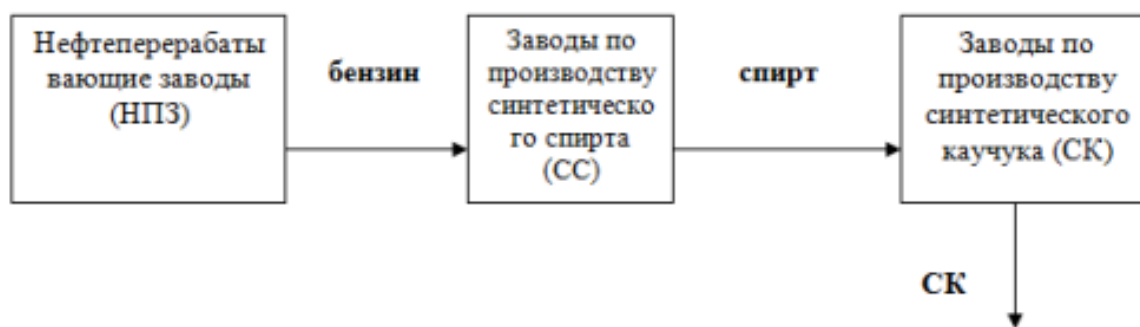 Нефтеперерабаты
вающие заводы
(НПЗ)
бензин
Заводы по
производству
синтетическо
го спирта
(СС)
спирт
Заводы по
производству
синтетического
каучука (СК)
СК